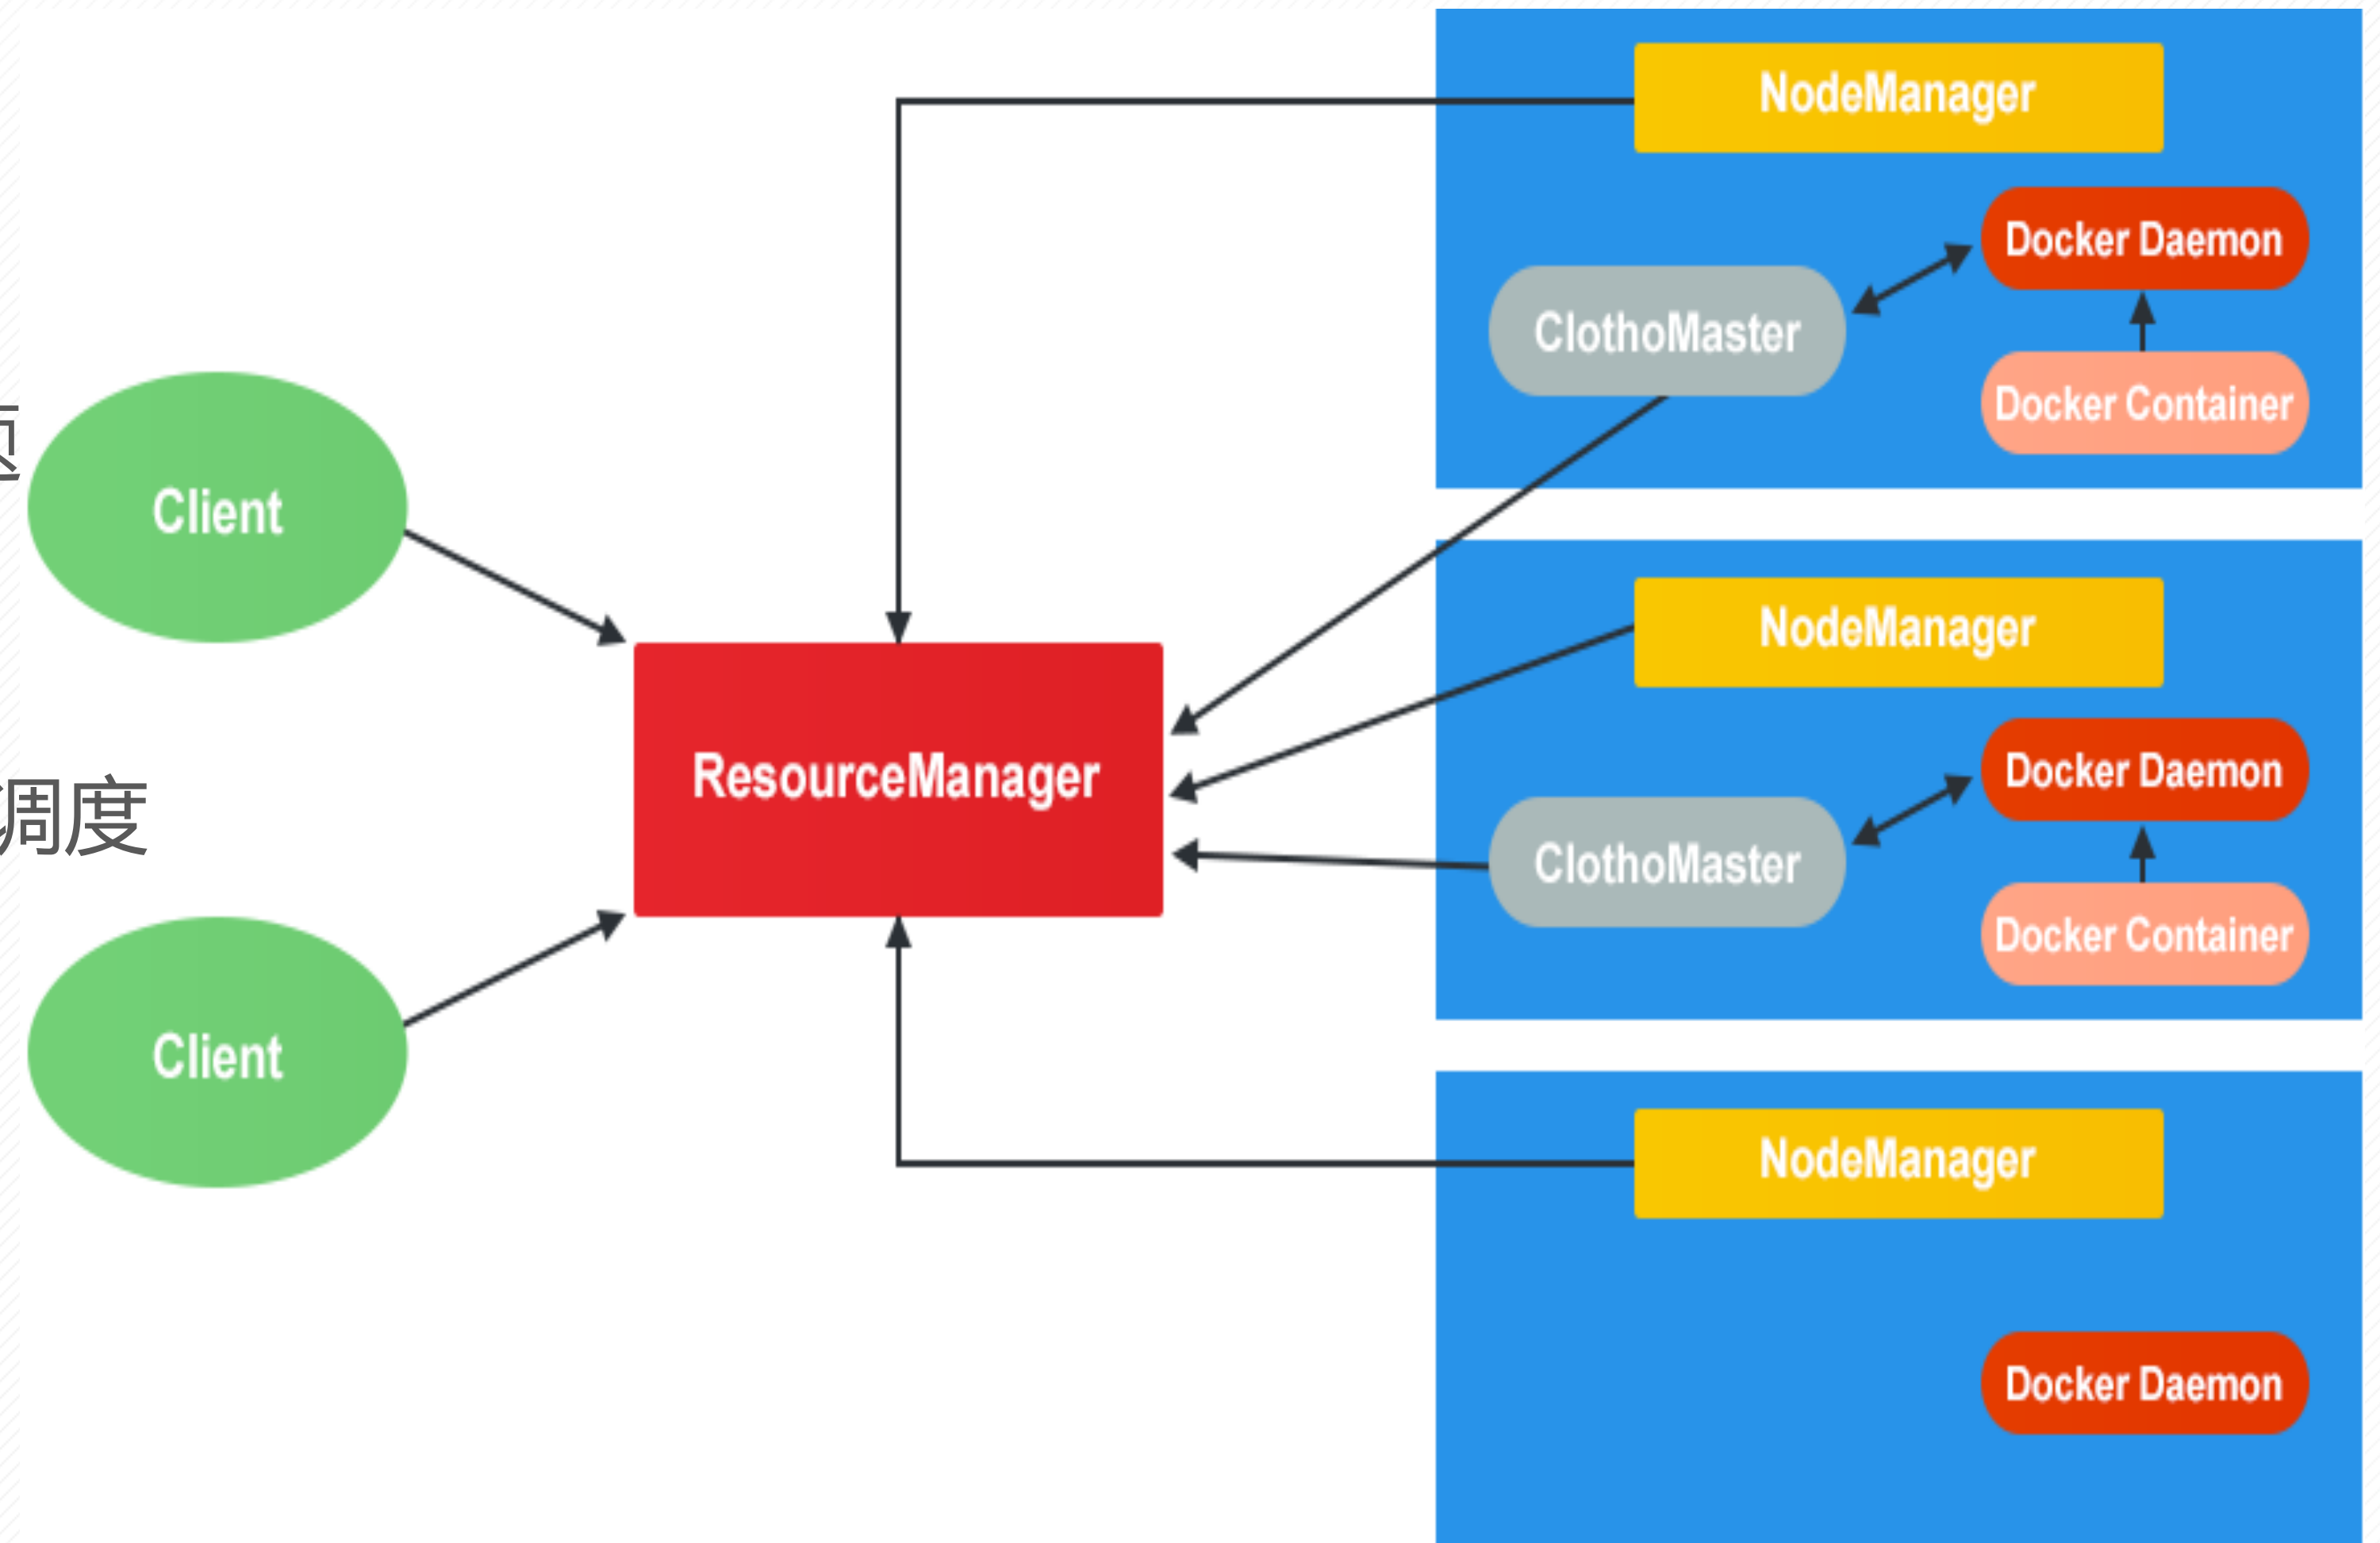 调度
Client
Client
ResourceManager
NodeManager
Docker Daemon
ClothoMaster
Docker Container
NodeManager
Docker Daemon
ClothoMaster
Docker Container
NodeManager
Docker Daemon